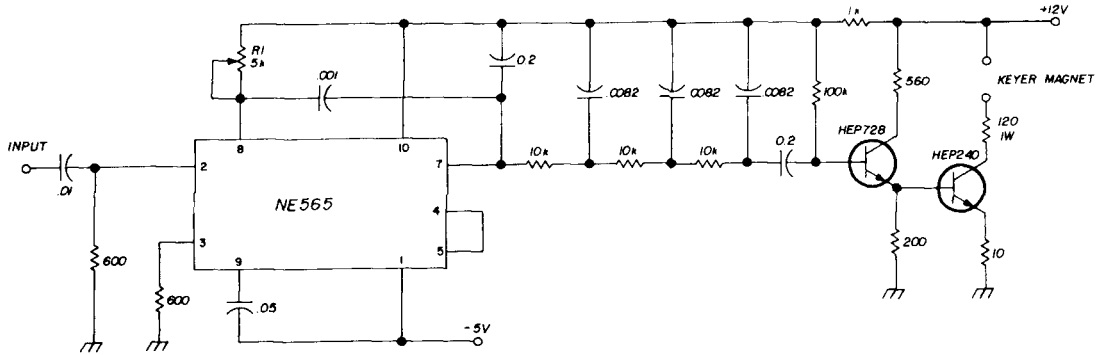 1k
+12V
R1
5k
.001
0.2
.0082
.0082
.0082
100k
560
KEYER MAGNET
120
1W
INPUT
.01
2
8
10
7
10k
10k
10k
0.2
HEP728
HEP240
NE565
4
5
3
9
1
600
600
.05
-5V
200
10